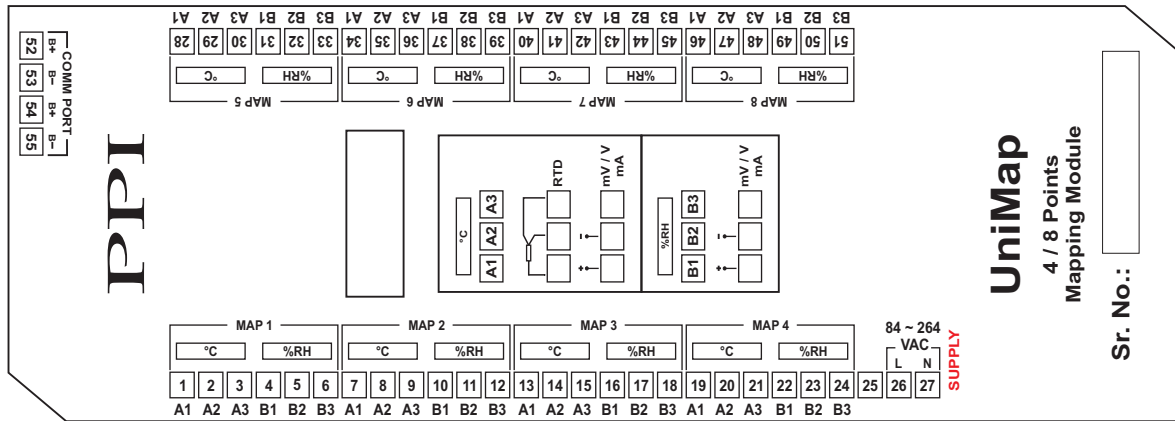 A1 A2 A3 B1 B2 B3 A1 A2 A3 B1 B2 B3 A1 A2 A3 B1 B2 B3 A1 A2 A3 B1 B2 B3
28 29 30 31 32 33 34 35 36 37 38 39 40 41 42 43 44 45 46 47 48 49 50 51
°C %RH °C %RH °C %RH °C %RH
MAP 5 MAP 6 MAP 7 MAP 8
COMM PORT
52 B+
53 B-
54 B+
55 B-
PPI
°C
A1 A2 A3
RTD
+ -
mV / V
mA
%RH
B1 B2 B3
+ -
mV / V
mA
UniMap
4 / 8 Points
Mapping Module
Sr. No.:
MAP 1 MAP 2 MAP 3 MAP 4
°C %RH °C %RH °C %RH °C %RH
84 ~ 264
VAC
L N
SUPPLY
1 2 3 4 5 6 7 8 9 10 11 12 13 14 15 16 17 18 19 20 21 22 23 24 25 26 27
A1 A2 A3 B1 B2 B3 A1 A2 A3 B1 B2 B3 A1 A2 A3 B1 B2 B3 A1 A2 A3 B1 B2 B3